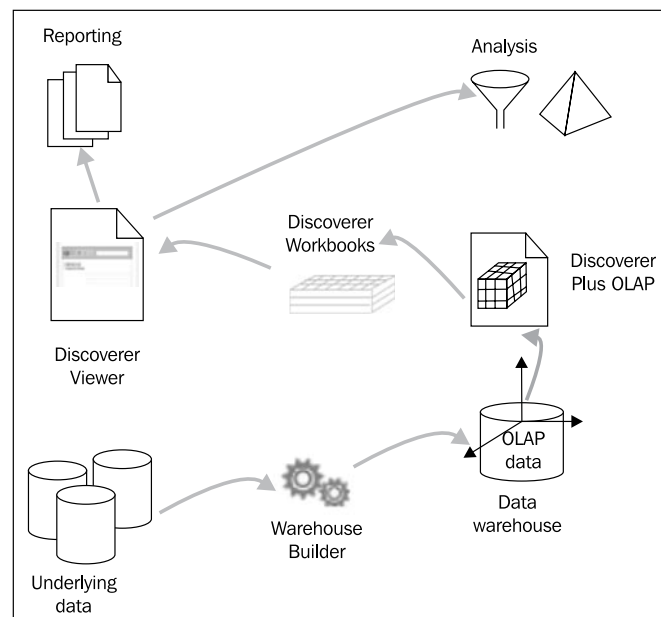 Reporting
Analysis
Discoverer
Workbooks
Discoverer
Plus OLAP
Discoverer
Viewer
OLAP
data
Data
warehouse
Warehouse
Builder
Underlying
data